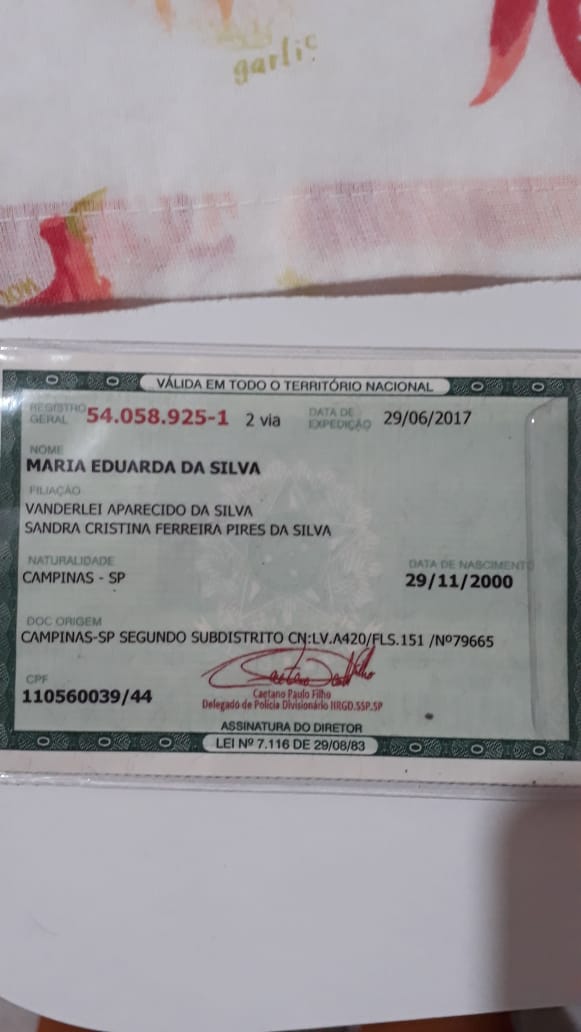 garlic
VÁLIDA EM TODO O TERRITÓRIO NACIONAL
REGISTRO GERAL 54.058.925-1 2 via DATA DE EXPEDIÇÃO 29/06/2017
NOME
MARIA EDUARDA DA SILVA
FILIAÇÃO
VANDERLEI APARECIDO DA SILVA
SANDRA CRISTINA FERREIRA PIRES DA SILVA
NATURALIDADE DATA DE NASCIMENTO
CAMPINAS - SP 29/11/2000
DOC ORIGEM
CAMPINAS-SP SEGUNDO SUBDISTRITO CN:LV.A420/FLS.151 /Nº79665
CPF
110560039/44
Caetano Paulo Filho
Delegado de Polícia Divisionário IIRGD.SSP.SP
ASSINATURA DO DIRETOR
LEI Nº 7.116 DE 29/08/83